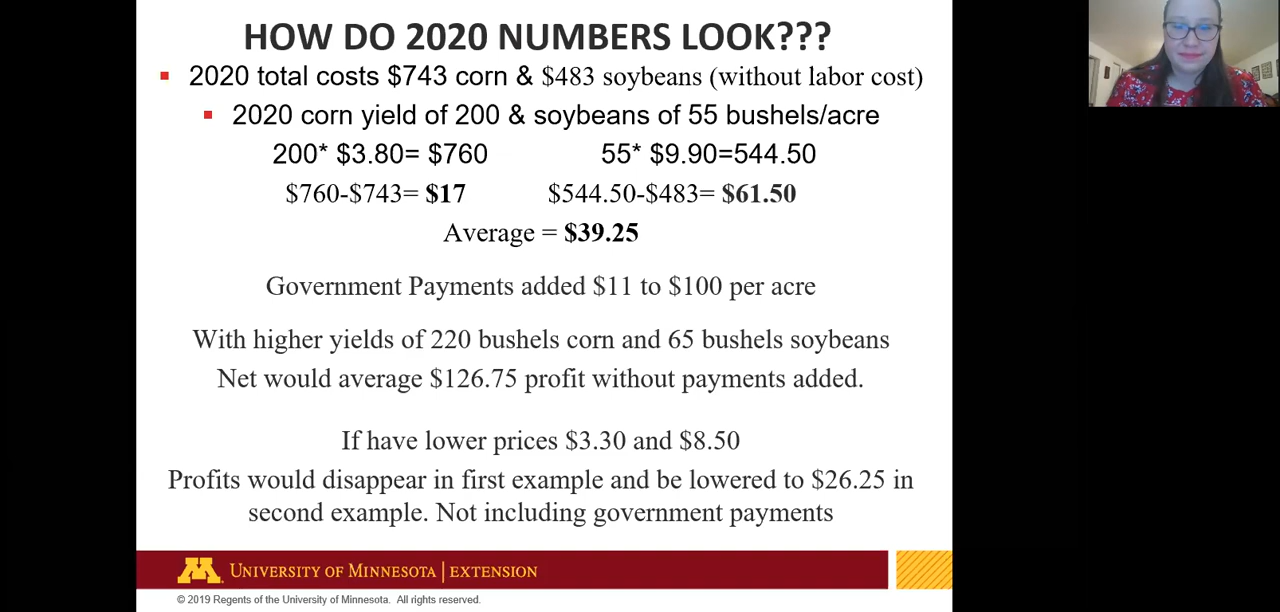 HOW DO 2020 NUMBERS LOOK???
▪ 2020 total costs $743 corn & $483 soybeans (without labor cost)
▪ 2020 corn yield of 200 & soybeans of 55 bushels/acre
200* $3.80= $760 55* $9.90=544.50
$760-$743= $17 $544.50-$483= $61.50
Average = $39.25
Government Payments added $11 to $100 per acre
With higher yields of 220 bushels corn and 65 bushels soybeans
Net would average $126.75 profit without payments added.
If have lower prices $3.30 and $8.50
Profits would disappear in first example and be lowered to $26.25 in
second example. Not including government payments
M UNIVERSITY OF MINNESOTA | EXTENSION
© 2019 Regents of the University of Minnesota. All rights reserved.